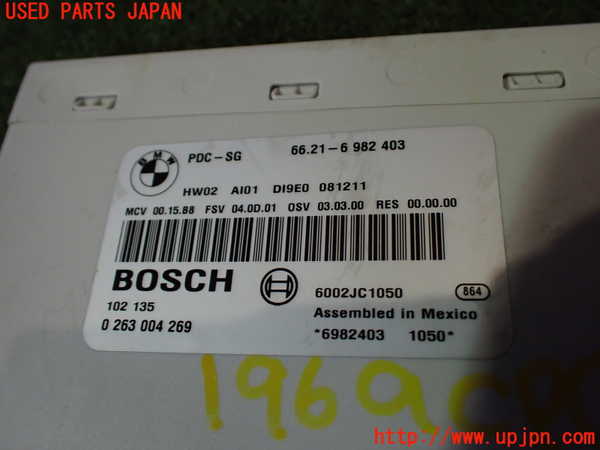 USED PARTS JAPAN
BMW
PDC-SG 66.21-6 982 403
HW02 AI01 DI9E0 081211
MCV 00.15.B8 FSV 04.0D.01 OSV 03.03.00 RES 00.00.00
BOSCH
6002JC1050 864
102 135
Assembled in Mexico
0 263 004 269
*6982403 1050*
http://www.upjpn.com/